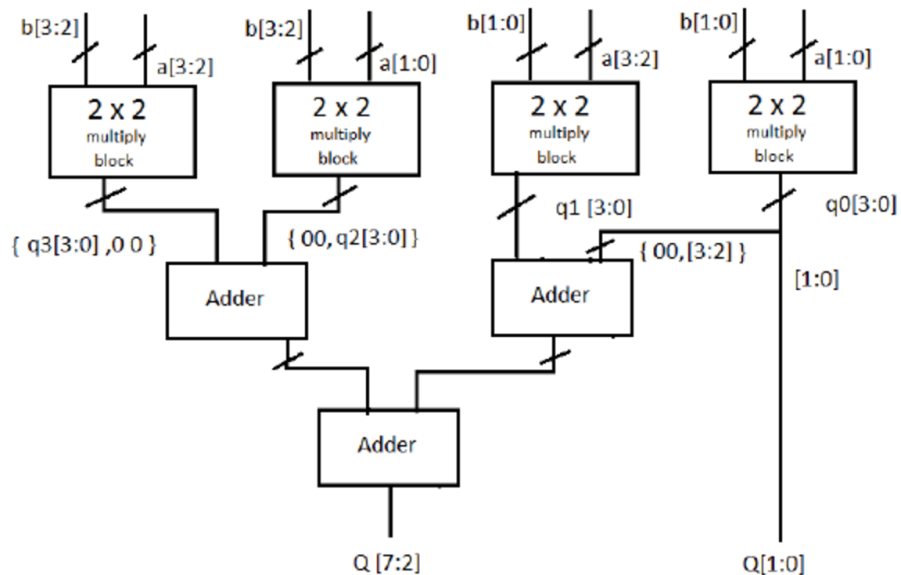 b[3:2]
a[3:2]
b[3:2]
a[1:0]
b[1:0]
a[3:2]
b[1:0]
a[1:0]
2 x 2
multiply
block
2 x 2
multiply
block
2 x 2
multiply
block
2 x 2
multiply
block
{ q3[3:0] ,0 0 }
{ 00, q2[3:0] }
q1 [3:0]
q0[3:0]
{ 00,[3:2] }
[1:0]
Adder
Adder
Adder
Q [7:2]
Q[1:0]